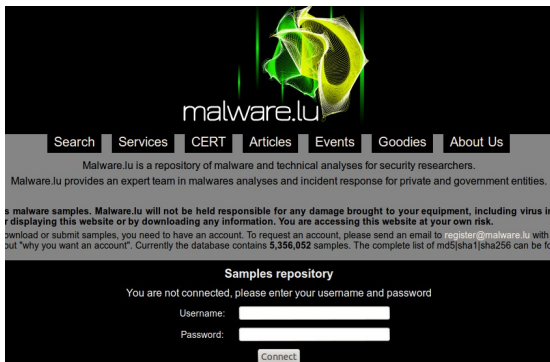 malware.lu
Search Services CERT Articles Events Goodies About Us
Malware.lu is a repository of malware and technical analyses for security researchers.
Malware.lu provides an expert team in malwares analyses and incident response for private and government entities.
s malware samples. Malware.lu will not be held responsible for any damage brought to your equipment, including virus
r displaying this website or by downloading any information. You are accessing this website at your own risk.
ownload or submit samples, you need to have an account. To request an account, please send an email to register@malware.lu with
out "why you want an account". Currently the database contains 5,356,052 samples. The complete list of md5|sha1|sha256 can be
Samples repository
You are not connected, please enter your username and password
Username:
Password:
Connect